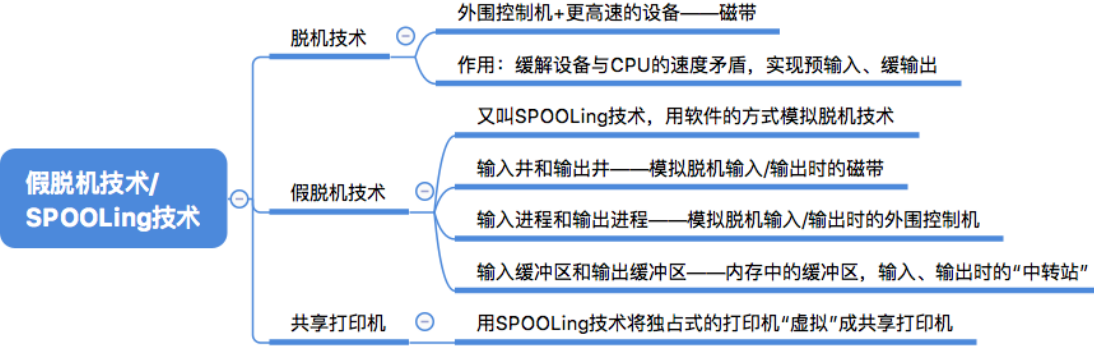 假脱机技术/
SPOOLing技术
脱机技术
外围控制机+更高速的设备——磁带
作用：缓解设备与CPU的速度矛盾，实现预输入、缓输出
假脱机技术
又叫SPOOLing技术，用软件的方式模拟脱机技术
输入井和输出井——模拟脱机输入/输出时的磁带
输入进程和输出进程——模拟脱机输入/输出时的外围控制机
输入缓冲区和输出缓冲区——内存中的缓冲区，输入、输出时的“中转站”
共享打印机
用SPOOLing技术将独占式的打印机“虚拟”成共享打印机